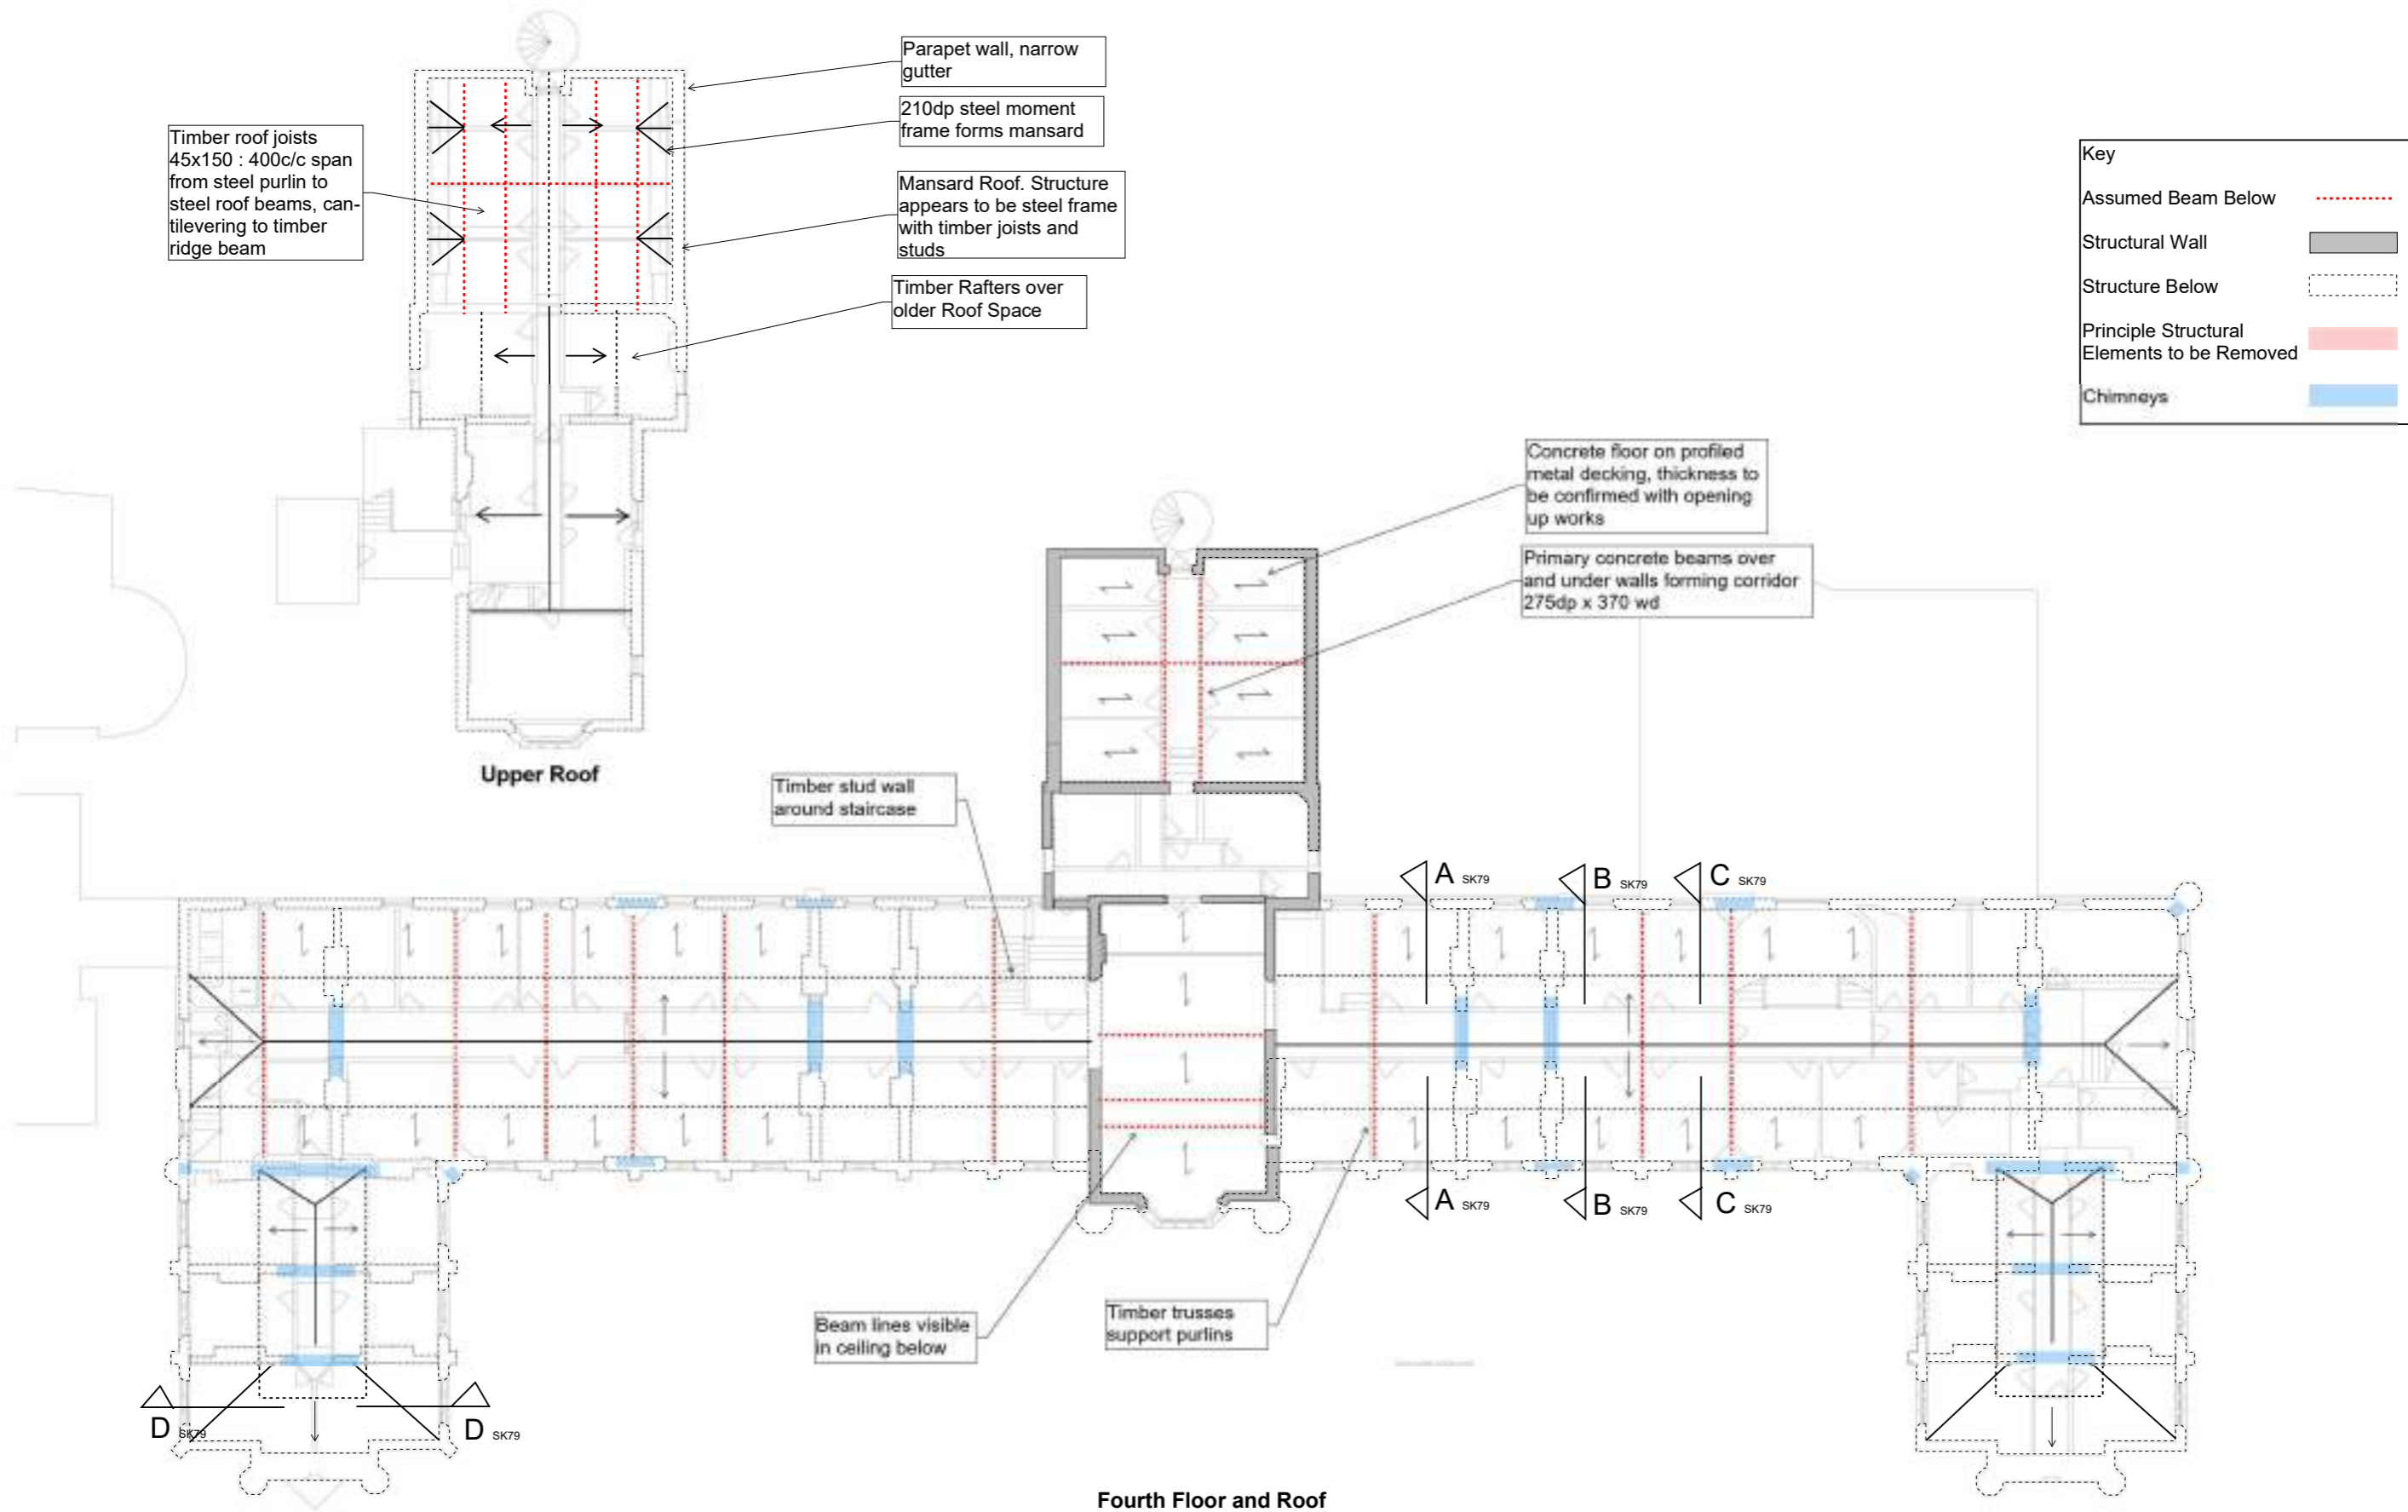 Parapet wall, narrow
gutter
210dp steel moment
frame forms mansard
Timber roof joists
45x150 : 400c/c span
from steel purlin to
steel roof beams, can-
tilevering to timber
ridge beam
Mansard Roof. Structure
appears to be steel frame
with timber joists and
studs
Timber Rafters over
older Roof Space
Key
Assumed Beam Below
Structural Wall
Structure Below
Principle Structural
Elements to be Removed
Chimneys
Concrete floor on profiled
metal decking, thickness to
be confirmed with opening
up works
Primary concrete beams over
and under walls forming corridor
275dp x 370 wd
Upper Roof
Timber stud wall
around staircase
A SK79
B SK79
C SK79
A SK79
B SK79
C SK79
Beam lines visible
in ceiling below
Timber trusses
support purlins
D SK79
D SK79
Fourth Floor and Roof